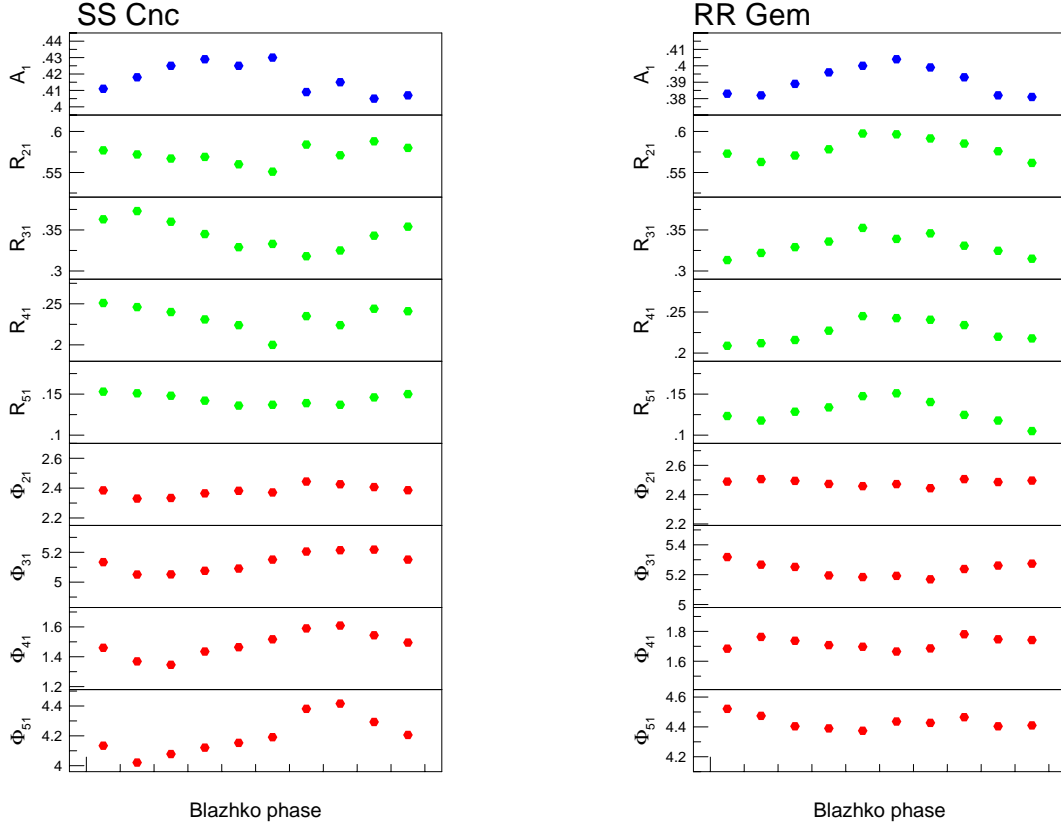 SS Cnc
RR Gem
A₁
.44
.43
.42
.41
.4
R₂₁
.6
.55
R₃₁
.35
.3
R₄₁
.25
.2
R₅₁
.15
.1
Φ₂₁
2.6
2.4
2.2
Φ₃₁
5.2
5
Φ₄₁
1.6
1.4
1.2
Φ₅₁
4.4
4.2
4
Blazhko phase
A₁
.41
.4
.39
.38
R₂₁
.6
.55
R₃₁
.35
.3
R₄₁
.25
.2
R₅₁
.15
.1
Φ₂₁
2.6
2.4
2.2
Φ₃₁
5.4
5.2
5
Φ₄₁
1.8
1.6
Φ₅₁
4.6
4.4
4.2
Blazhko phase